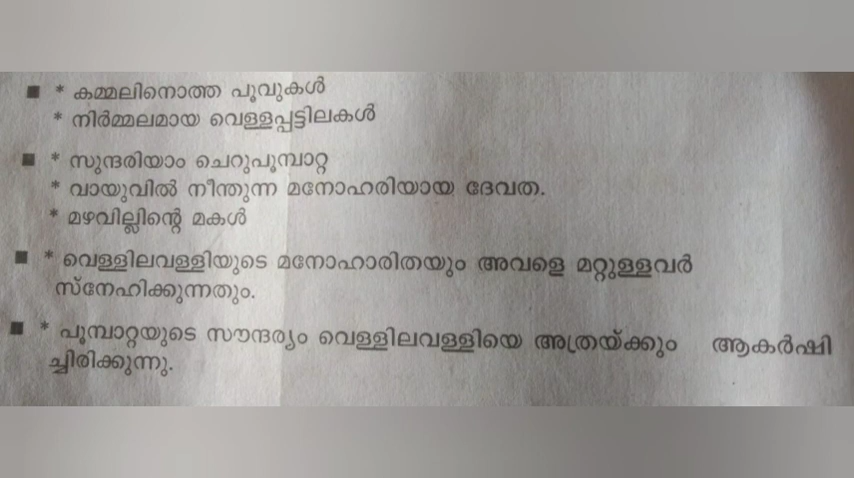 ■ * കമ്മലിനൊത്ത പൂവുകൾ
* നിർമ്മലമായ വെള്ളപ്പട്ടിലകൾ
■ * സുന്ദരിയാം ചെറുപൂമ്പാറ്റ
* വായുവിൽ നീന്തുന്ന മനോഹരിയായ ദേവത.
* മഴവില്ലിന്റെ മകൾ
■ * വെള്ളിലവള്ളിയുടെ മനോഹാരിതയും അവളെ മറ്റുള്ളവർ
സ്നേഹിക്കുന്നതും.
■ * പൂമ്പാറ്റയുടെ സൗന്ദര്യം വെള്ളിലവള്ളിയെ അത്രയ്ക്കും ആകർഷി
ച്ചിരിക്കുന്നു.